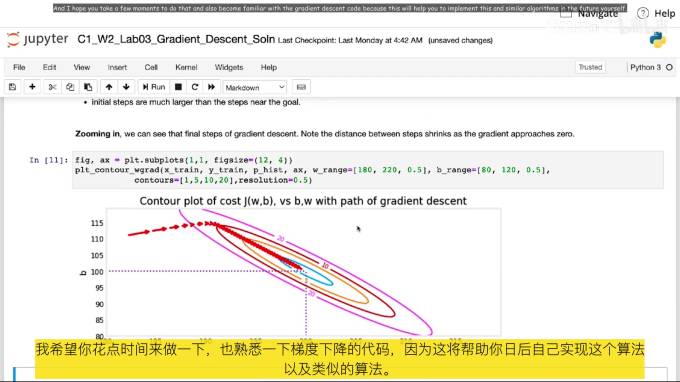 And I hope you take a few moments to do that and also become familiar with the gradient descent code because this will help you to implement this and similar algorithms in the future yourself.
Navigate
Help
jupyter C1_W2_Lab03_Gradient_Descent_Soln Last Checkpoint: Last Monday at 4:42 AM (unsaved changes)
File Edit View Insert Cell Kernel Widgets Help
Trusted
Python 3
Run
Markdown
initial steps are much larger than the steps near the goal.
Zooming in, we can see that final steps of gradient descent. Note the distance between steps shrinks as the gradient approaches zero.
In [11]:
fig, ax = plt.subplots(1,1, figsize=(12, 4))
plt_contour_wgrad(x_train, y_train, p_hist, ax, w_range=[180, 220, 0.5], b_range=[80, 120, 0.5],
contours=[1,5,10,20],resolution=0.5)
Contour plot of cost J(w,b), vs b,w with path of gradient descent
115
110
105
100
95
90
85
80
b
20
10
20
我希望你花点时间来做一下，也熟悉一下梯度下降的代码，因为这将帮助你日后自己实现这个算法
以及类似的算法。